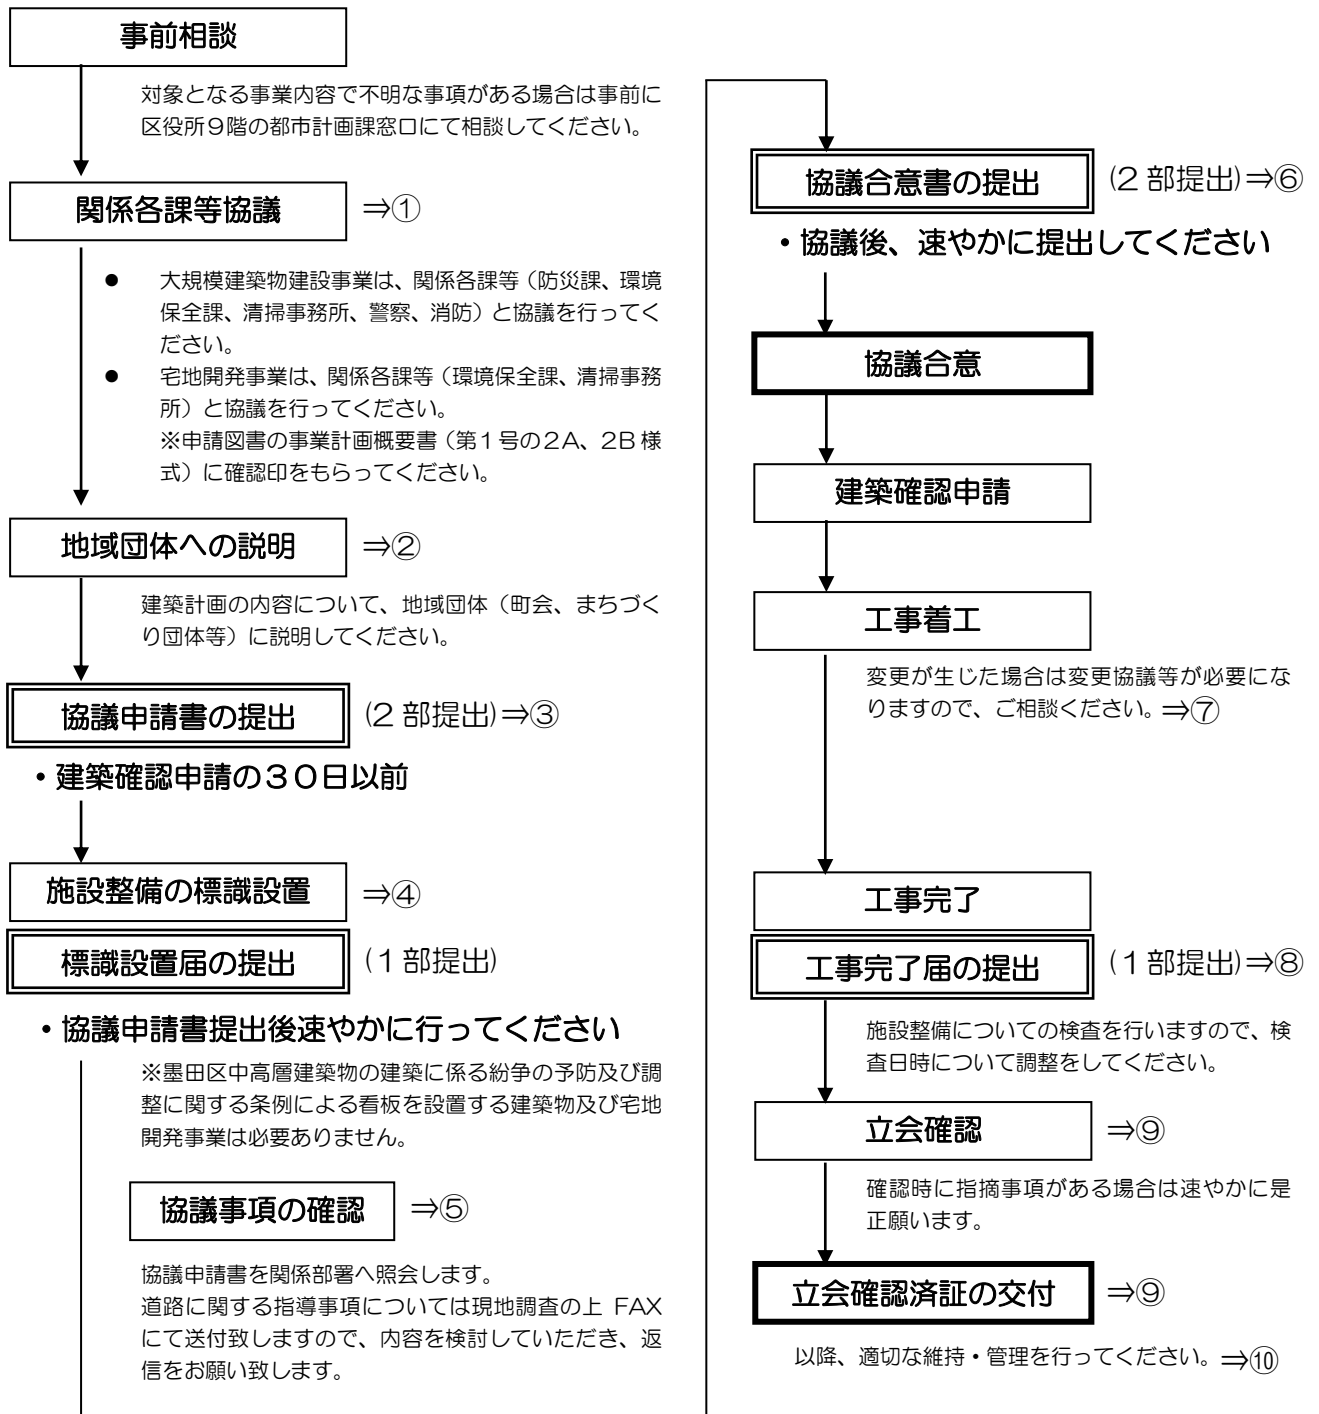 事前相談
対象となる事業内容で不明な事項がある場合は事前に
区役所９階の都市計画課窓口にて相談してください。
関係各課等協議 ⇒①
● 大規模建築物建設事業は、関係各課等（防災課、環境
保全課、清掃事務所、警察、消防）と協議を行ってく
ださい。
● 宅地開発事業は、関係各課等（環境保全課、清掃事務
所）と協議を行ってください。
※申請図書の事業計画概要書（第１号の２Ａ、２Ｂ様
式）に確認印をもらってください。
地域団体への説明 ⇒②
建築計画の内容について、地域団体（町会、まちづく
り団体等）に説明してください。
協議申請書の提出 (２部提出)⇒③
・建築確認申請の３０日以前
施設整備の標識設置 ⇒④
標識設置届の提出 (１部提出)
・協議申請書提出後速やかに行ってください
※墨田区中高層建築物の建築に係る紛争の予防及び調
整に関する条例による看板を設置する建築物及び宅地
開発事業は必要ありません。
協議事項の確認 ⇒⑤
協議申請書を関係部署へ照会します。
道路に関する指導事項については現地調査の上 FAX
にて送付致しますので、内容を検討していただき、返
信をお願い致します。
協議合意書の提出 (２部提出)⇒⑥
・協議後、速やかに提出してください
協議合意
建築確認申請
工事着工
変更が生じた場合は変更協議等が必要にな
りますので、ご相談ください。⇒⑦
工事完了
工事完了届の提出 (１部提出)⇒⑧
施設整備についての検査を行いますので、検
査日時について調整をしてください。
立会確認 ⇒⑨
確認時に指摘事項がある場合は速やかに是
正願います。
立会確認済証の交付 ⇒⑨
以降、適切な維持・管理を行ってください。⇒⑩